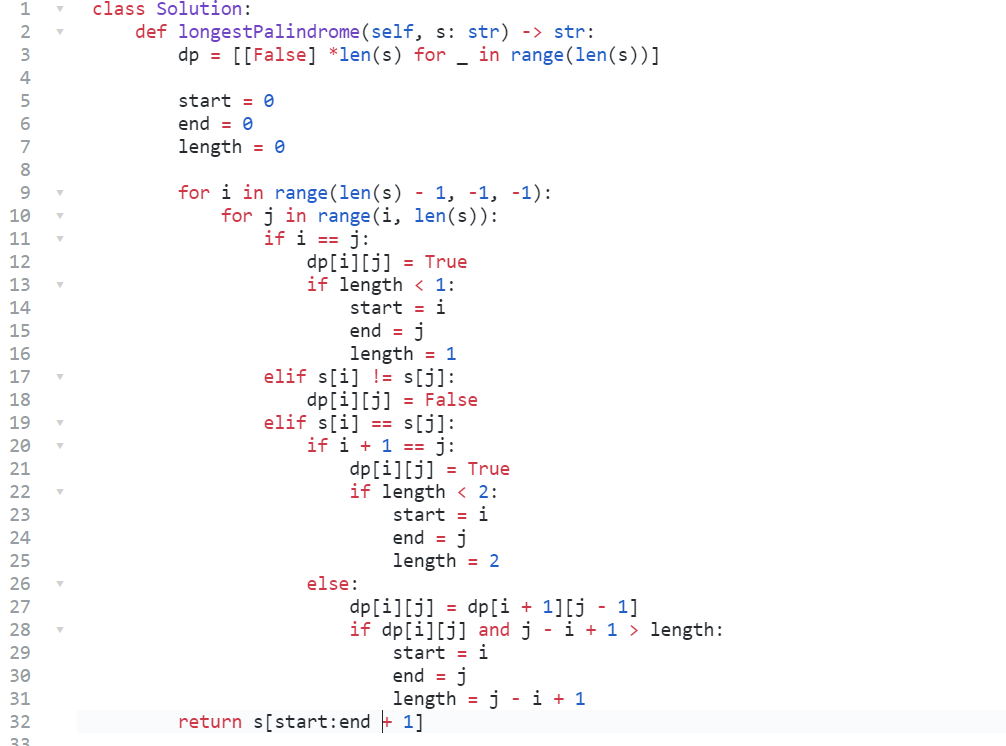 1 class Solution:
2 def longestPalindrome(self, s: str) -> str:
3 dp = [[False] *len(s) for _ in range(len(s))]
4
5 start = 0
6 end = 0
7 length = 0
8
9 for i in range(len(s) - 1, -1, -1):
10 for j in range(i, len(s)):
11 if i == j:
12 dp[i][j] = True
13 if length < 1:
14 start = i
15 end = j
16 length = 1
17 elif s[i] != s[j]:
18 dp[i][j] = False
19 elif s[i] == s[j]:
20 if i + 1 == j:
21 dp[i][j] = True
22 if length < 2:
23 start = i
24 end = j
25 length = 2
26 else:
27 dp[i][j] = dp[i + 1][j - 1]
28 if dp[i][j] and j - i + 1 > length:
29 start = i
30 end = j
31 length = j - i + 1
32 return s[start:end + 1]
33